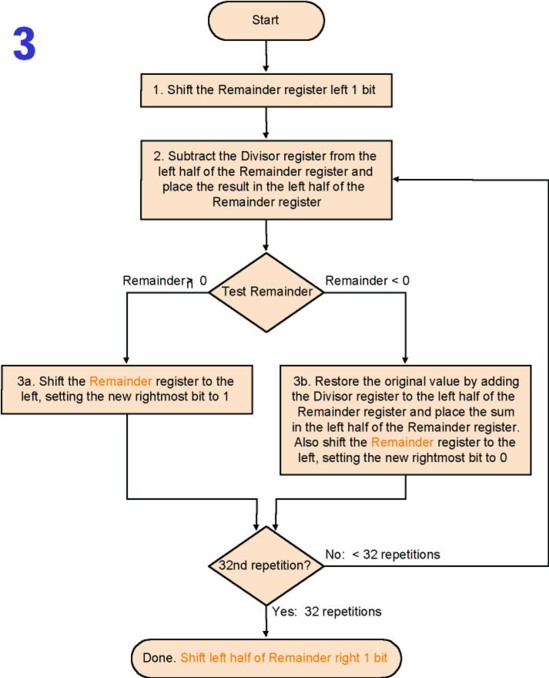 3
Start
1. Shift the Remainder register left 1 bit
2. Subtract the Divisor register from the
left half of the Remainder register and
place the result in the left half of the
Remainder register
Test Remainder
Remainder 0
Remainder < 0
3a. Shift the Remainder register to the
left, setting the new rightmost bit to 1
3b. Restore the original value by adding
the Divisor register to the left half of the
Remainder register and place the sum
in the left half of the Remainder register.
Also shift the Remainder register to the
left, setting the new rightmost bit to 0
32nd repetition?
No: < 32 repetitions
Yes: 32 repetitions
Done. Shift left half of Remainder right 1 bit